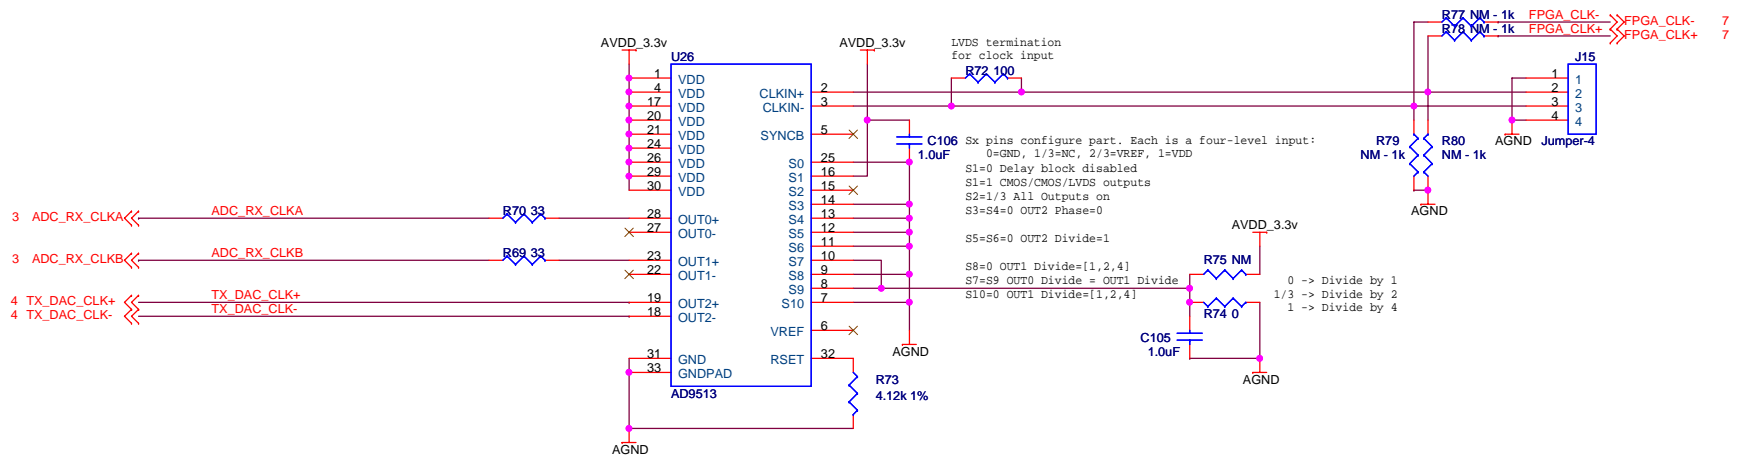 R77 NM - 1k FPGA_CLK- FPGA_CLK- 7
R78 NM - 1k FPGA_CLK+ FPGA_CLK+ 7
AVDD_3.3v
AVDD_3.3v
LVDS termination
for clock input
R72 100
U26
J15
1 VDD
4 VDD
17 VDD
20 VDD
21 VDD
24 VDD
26 VDD
29 VDD
30 VDD
28 OUT0+
27 OUT0-
23 OUT1+
22 OUT1-
19 OUT2+
18 OUT2-
31 GND
33 GNDPAD
AD9513
CLKIN+ 2
CLKIN- 3
SYNCB 5
S0 25
S1 16
S2 15
S3 14
S4 13
S5 12
S6 11
S7 10
S8 9
S9 8
S10 7
VREF 6
RSET 32
1 1
2 2
3 3
4 4
Jumper-4
AGND
C106
1.0uF
Sx pins configure part. Each is a four-level input:
0=GND, 1/3=NC, 2/3=VREF, 1=VDD
S1=0 Delay block disabled
S1=1 CMOS/CMOS/LVDS outputs
S2=1/3 All Outputs on
S3=S4=0 OUT2 Phase=0
S5=S6=0 OUT2 Divide=1
S8=0 OUT1 Divide=[1,2,4]
S7=S9 OUT0 Divide = OUT1 Divide
S10=0 OUT1 Divide=[1,2,4]
R79
NM - 1k
R80
NM - 1k
AGND
3 ADC_RX_CLKA ADC_RX_CLKA R70 33
3 ADC_RX_CLKB ADC_RX_CLKB R69 33
4 TX_DAC_CLK+ TX_DAC_CLK+
4 TX_DAC_CLK- TX_DAC_CLK-
AVDD_3.3v
R75 NM
R74 0
0 -> Divide by 1
1/3 -> Divide by 2
1 -> Divide by 4
C105
1.0uF
AGND
AGND
R73
4.12k 1%
AGND